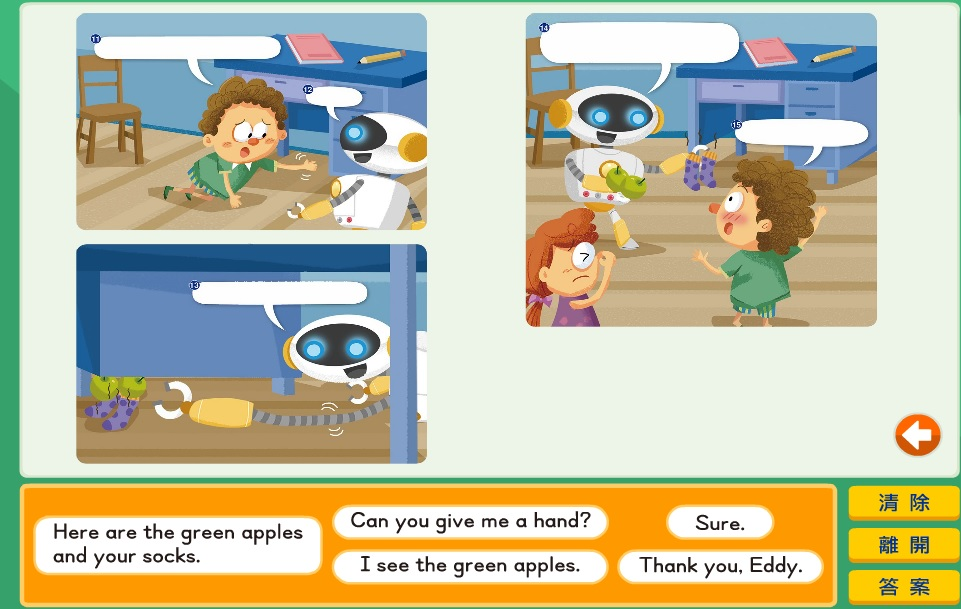 11
12
13
14
15
Here are the green apples
and your socks.
Can you give me a hand?
Sure.
I see the green apples.
Thank you, Eddy.
清除
離開
答案